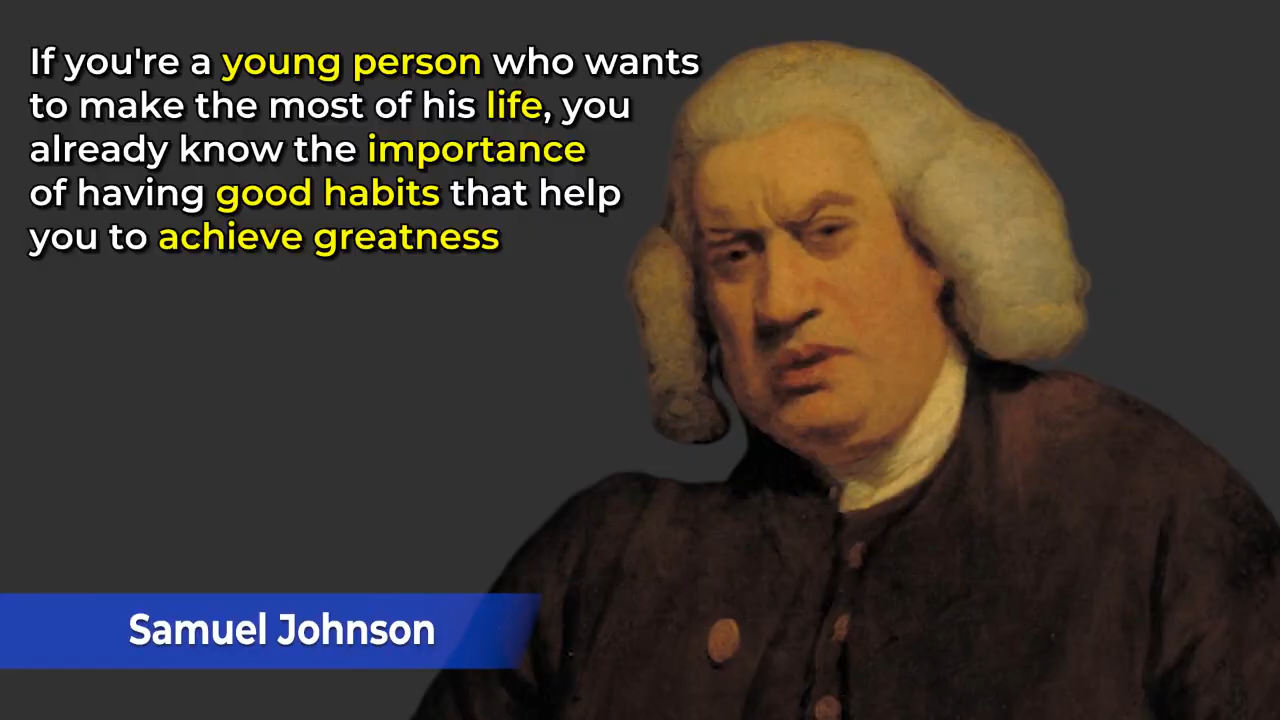 If you're a young person who wants
to make the most of his life, you
already know the importance
of having good habits that help
you to achieve greatness
Samuel Johnson